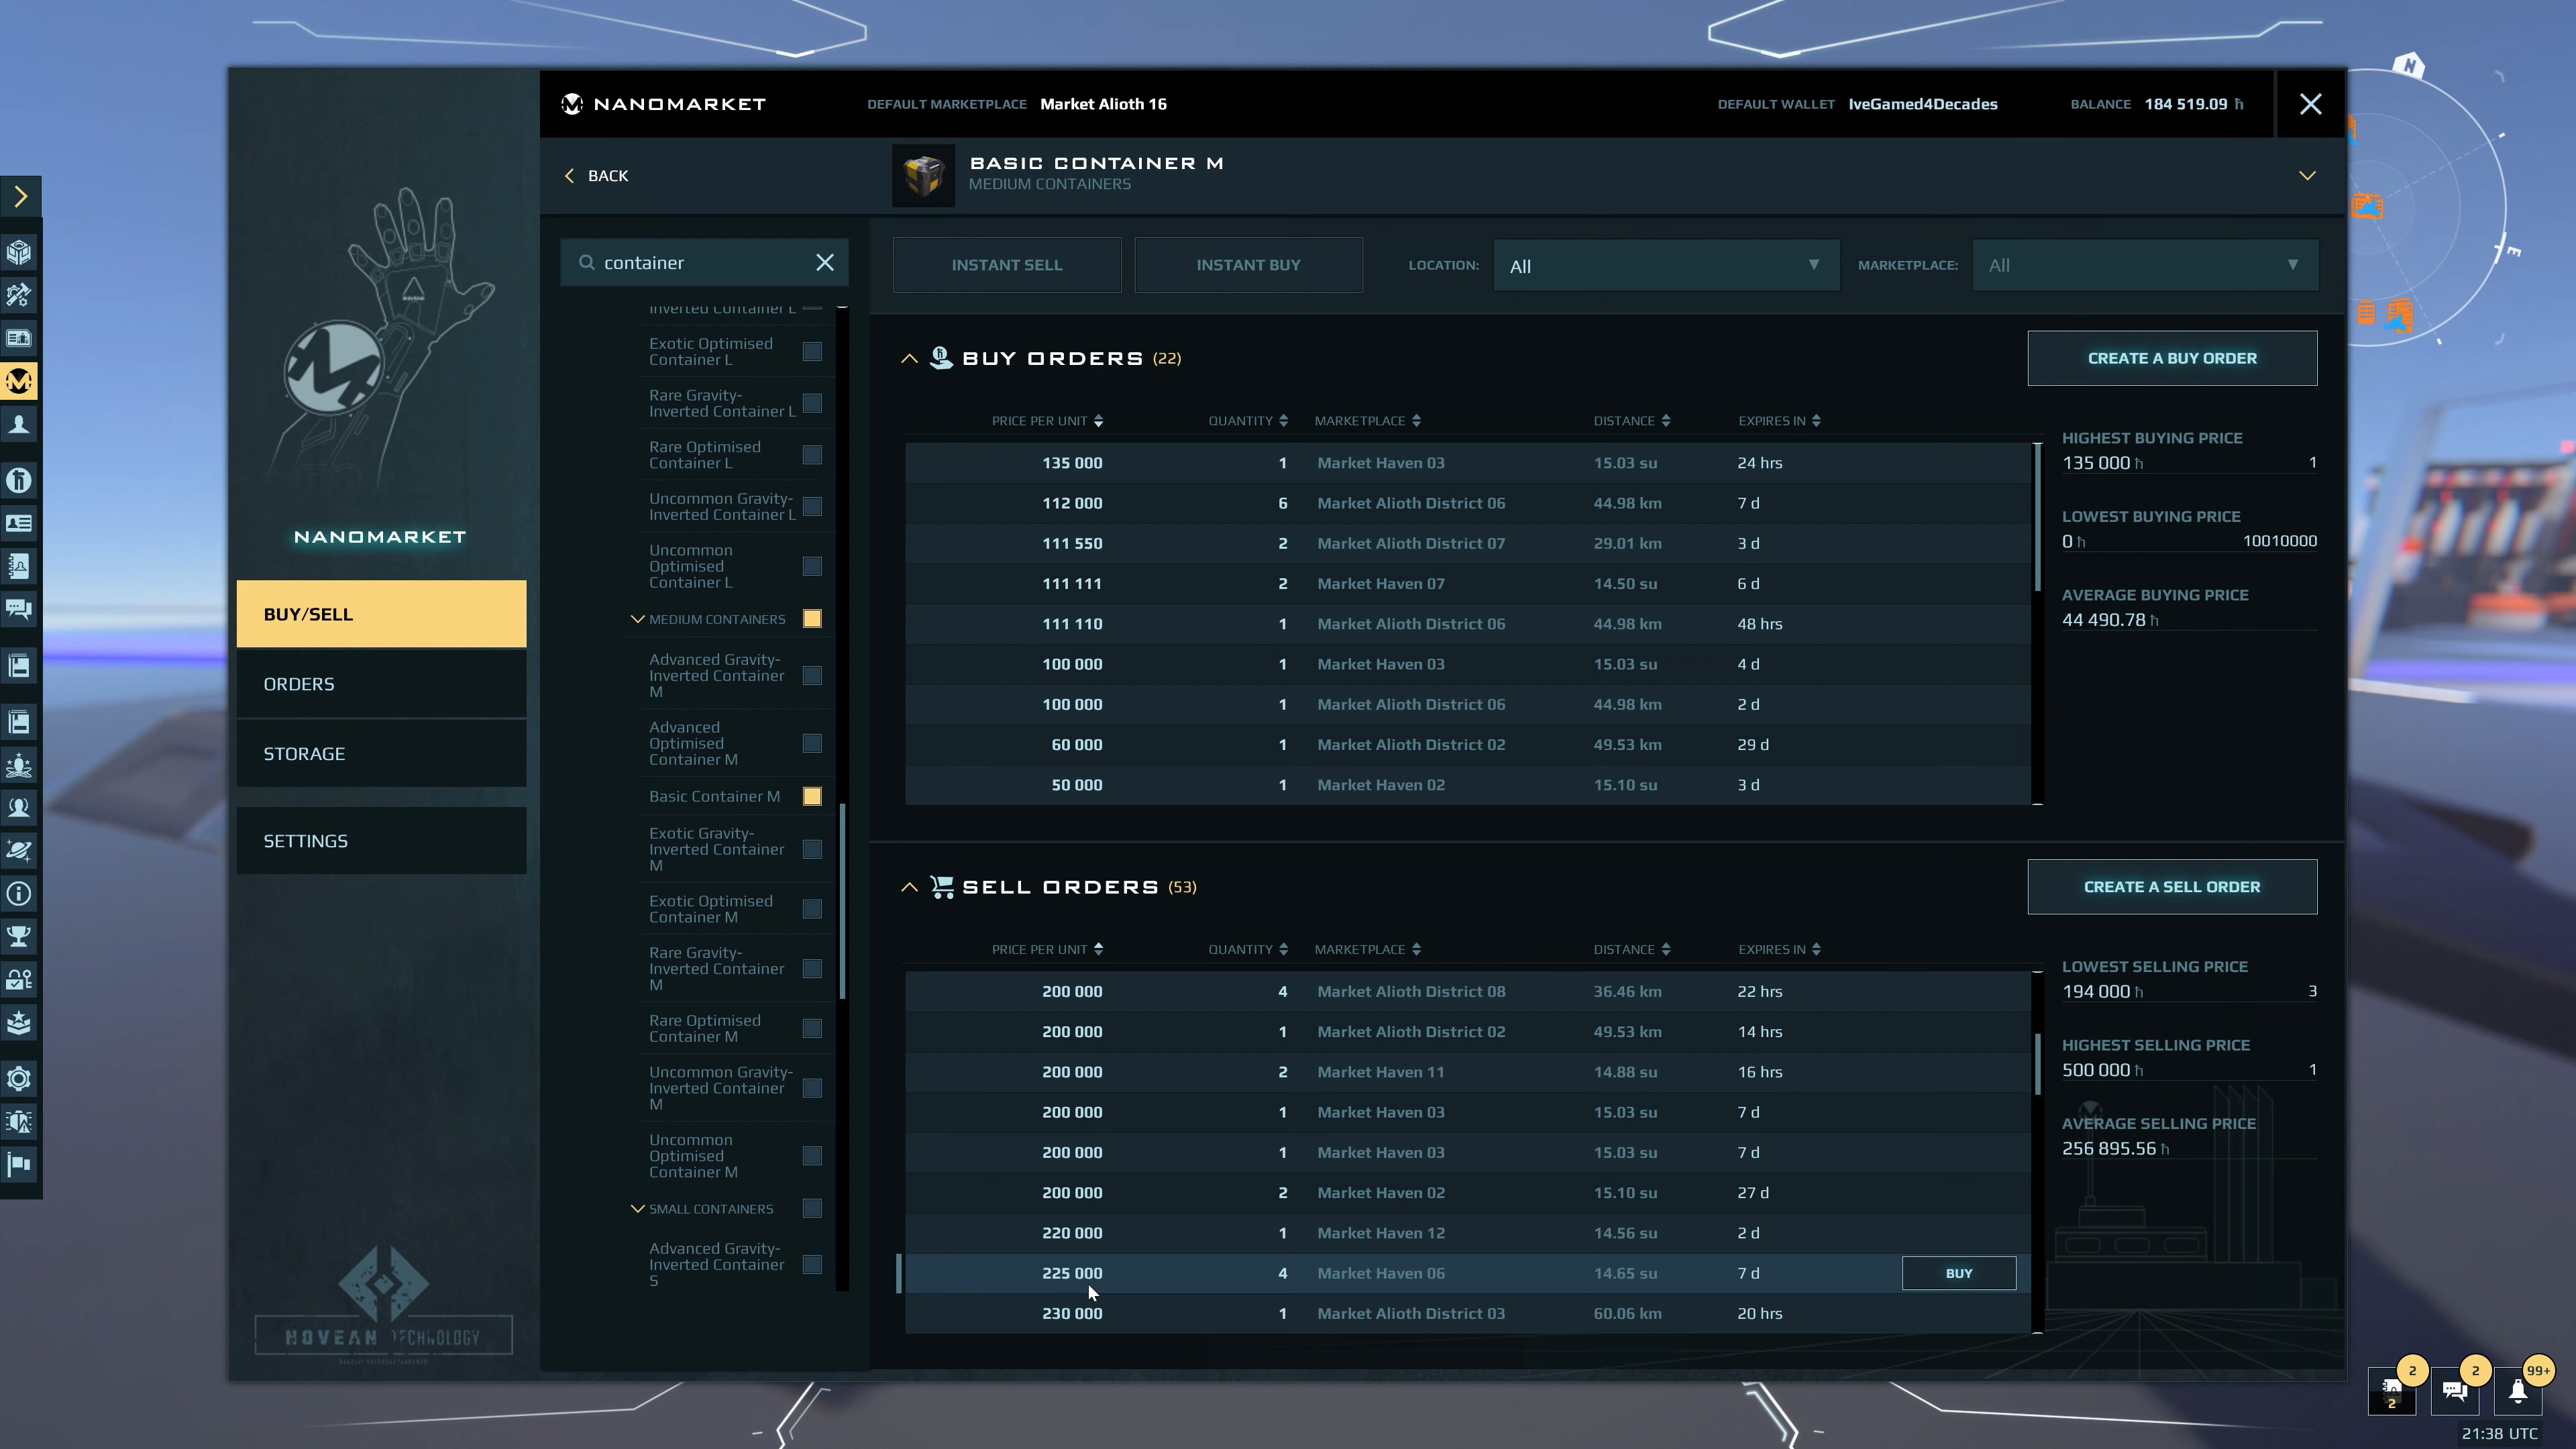 NANOMARKET
DEFAULT MARKETPLACE Market Alioth 16
DEFAULT WALLET IveGamed4Decades
BALANCE 184 519.09 ħ
BACK
BASIC CONTAINER M
MEDIUM CONTAINERS
container
INSTANT SELL
INSTANT BUY
LOCATION: All
MARKETPLACE: All
NANOMARKET
BUY/SELL
ORDERS
STORAGE
SETTINGS
NOVEAN TECHNOLOGY
Inverted Container L
Exotic Optimised
Container L
Rare Gravity-
Inverted Container L
Rare Optimised
Container L
Uncommon Gravity-
Inverted Container L
Uncommon
Optimised
Container L
MEDIUM CONTAINERS
Advanced Gravity-
Inverted Container
M
Advanced
Optimised
Container M
Basic Container M
Exotic Gravity-
Inverted Container
M
Exotic Optimised
Container M
Rare Gravity-
Inverted Container
M
Rare Optimised
Container M
Uncommon Gravity-
Inverted Container
M
Uncommon
Optimised
Container M
SMALL CONTAINERS
Advanced Gravity-
Inverted Container
S
BUY ORDERS (22)
CREATE A BUY ORDER
PRICE PER UNIT QUANTITY MARKETPLACE DISTANCE EXPIRES IN
135 000 1 Market Haven 03 15.03 su 24 hrs
112 000 6 Market Alioth District 06 44.98 km 7 d
111 550 2 Market Alioth District 07 29.01 km 3 d
111 111 2 Market Haven 07 14.50 su 6 d
111 110 1 Market Alioth District 06 44.98 km 48 hrs
100 000 1 Market Haven 03 15.03 su 4 d
100 000 1 Market Alioth District 06 44.98 km 2 d
60 000 1 Market Alioth District 02 49.53 km 29 d
50 000 1 Market Haven 02 15.10 su 3 d
HIGHEST BUYING PRICE
135 000 ħ 1
LOWEST BUYING PRICE
0 ħ 10010000
AVERAGE BUYING PRICE
44 490.78 ħ
SELL ORDERS (53)
CREATE A SELL ORDER
PRICE PER UNIT QUANTITY MARKETPLACE DISTANCE EXPIRES IN
200 000 4 Market Alioth District 08 36.46 km 22 hrs
200 000 1 Market Alioth District 02 49.53 km 14 hrs
200 000 2 Market Haven 11 14.88 su 16 hrs
200 000 1 Market Haven 03 15.03 su 7 d
200 000 1 Market Haven 03 15.03 su 7 d
200 000 2 Market Haven 02 15.10 su 27 d
220 000 1 Market Haven 12 14.56 su 2 d
225 000 4 Market Haven 06 14.65 su 7 d BUY
230 000 1 Market Alioth District 03 60.06 km 20 hrs
LOWEST SELLING PRICE
194 000 ħ 3
HIGHEST SELLING PRICE
500 000 ħ 1
AVERAGE SELLING PRICE
256 895.56 ħ
N
E
2
2
2
99+
21:38 UTC